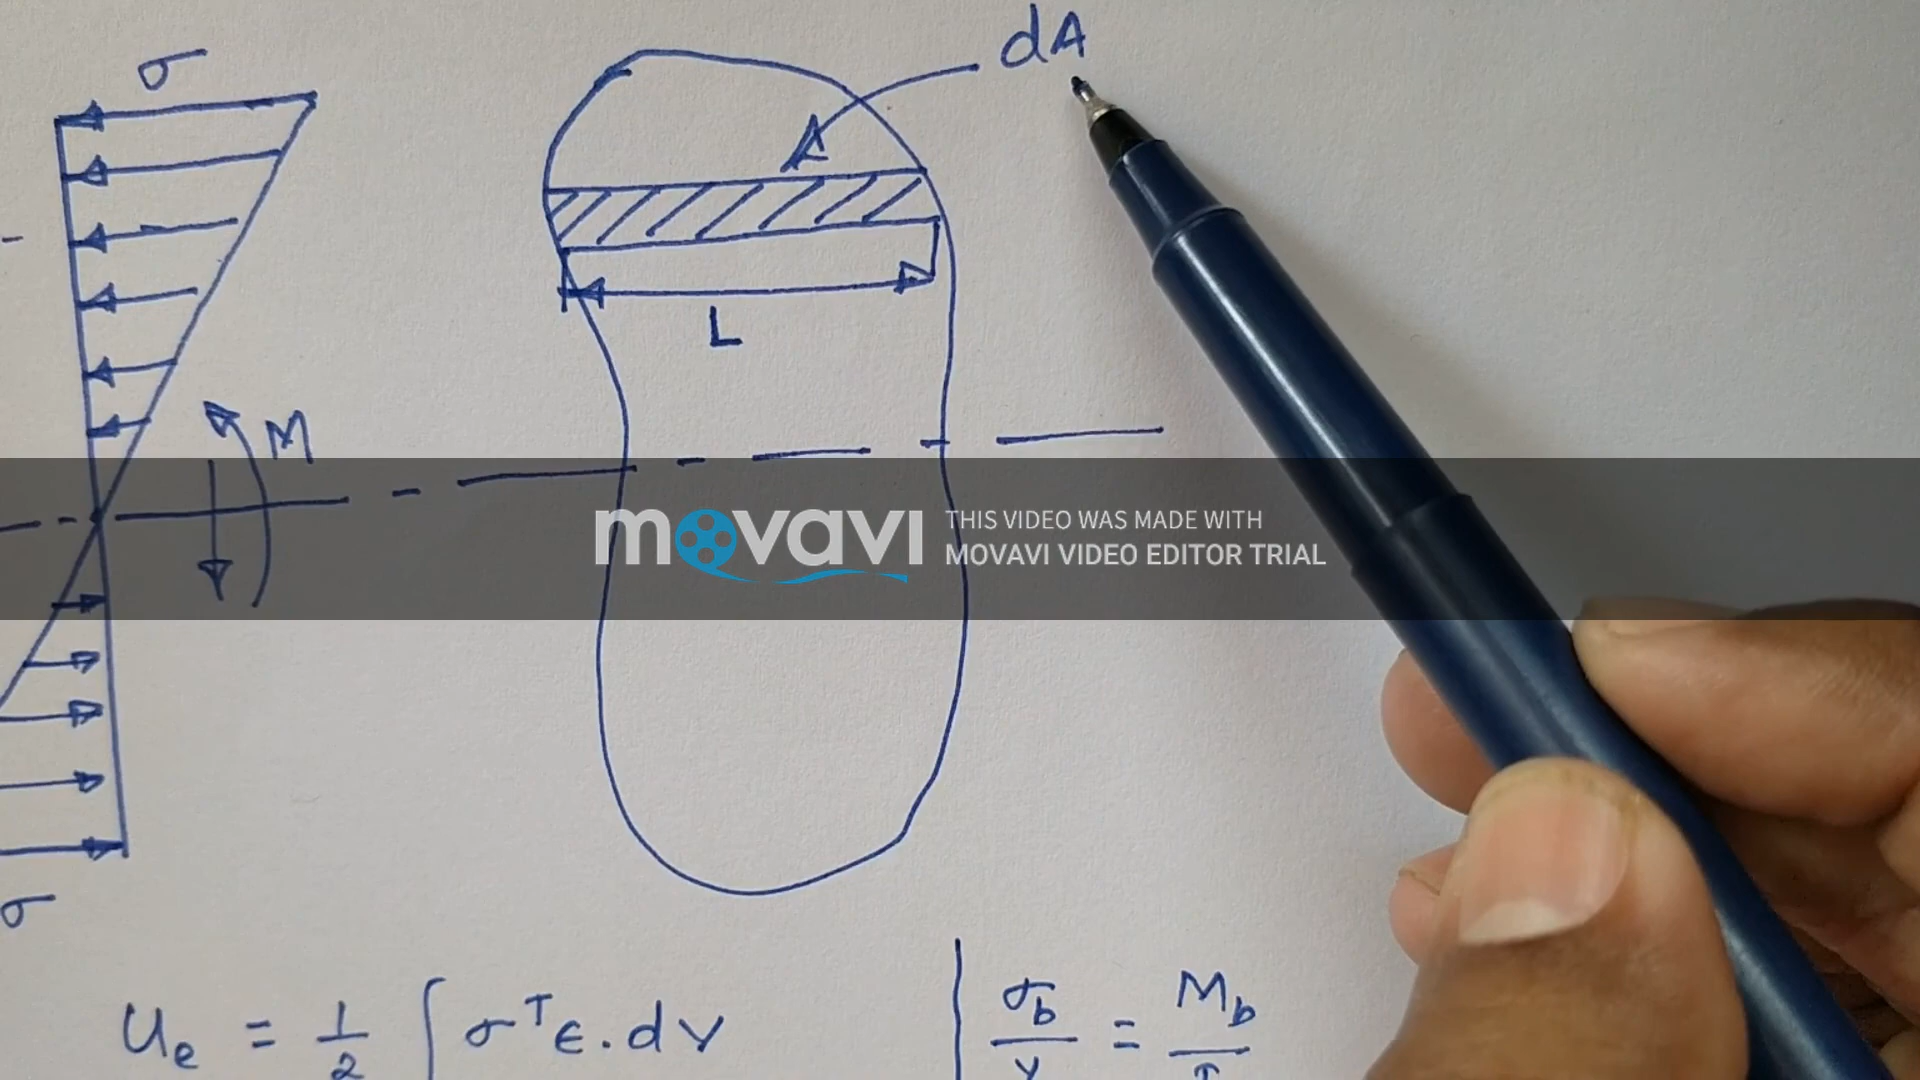 dA
σ
L
M
movavi
THIS VIDEO WAS MADE WITH
MOVAVI VIDEO EDITOR TRIAL
σ
Ue = 1/2 ∫ σᵀϵ.dv
σb/y = Mb/I